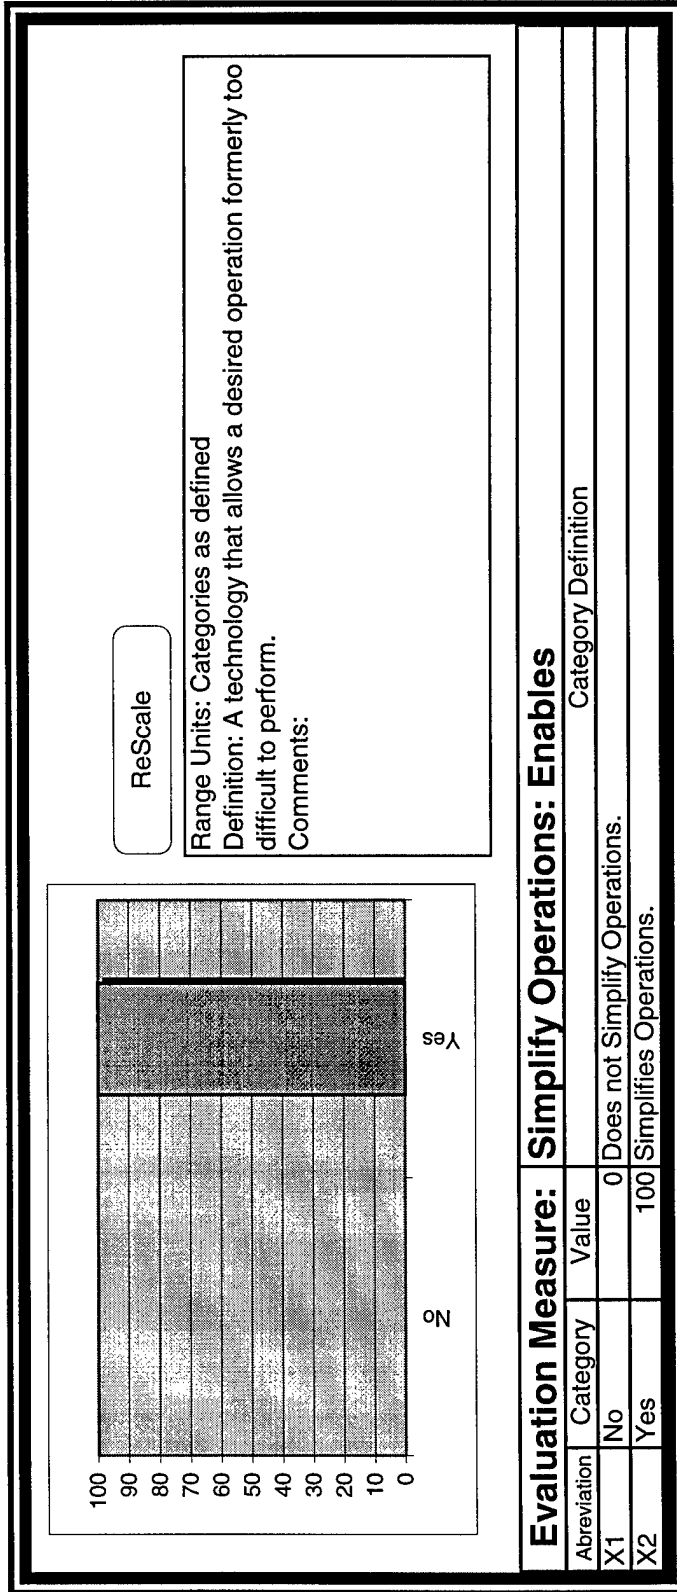 100
90
80
70
60
50
40
30
20
10
0
No
Yes
ReScale
Range Units: Categories as defined
Definition: A technology that allows a desired operation formerly too
difficult to perform.
Comments:
Evaluation Measure: Simplify Operations: Enables
Abreviation Category Value Category Definition
X1 No 0 Does not Simplify Operations.
X2 Yes 100 Simplifies Operations.